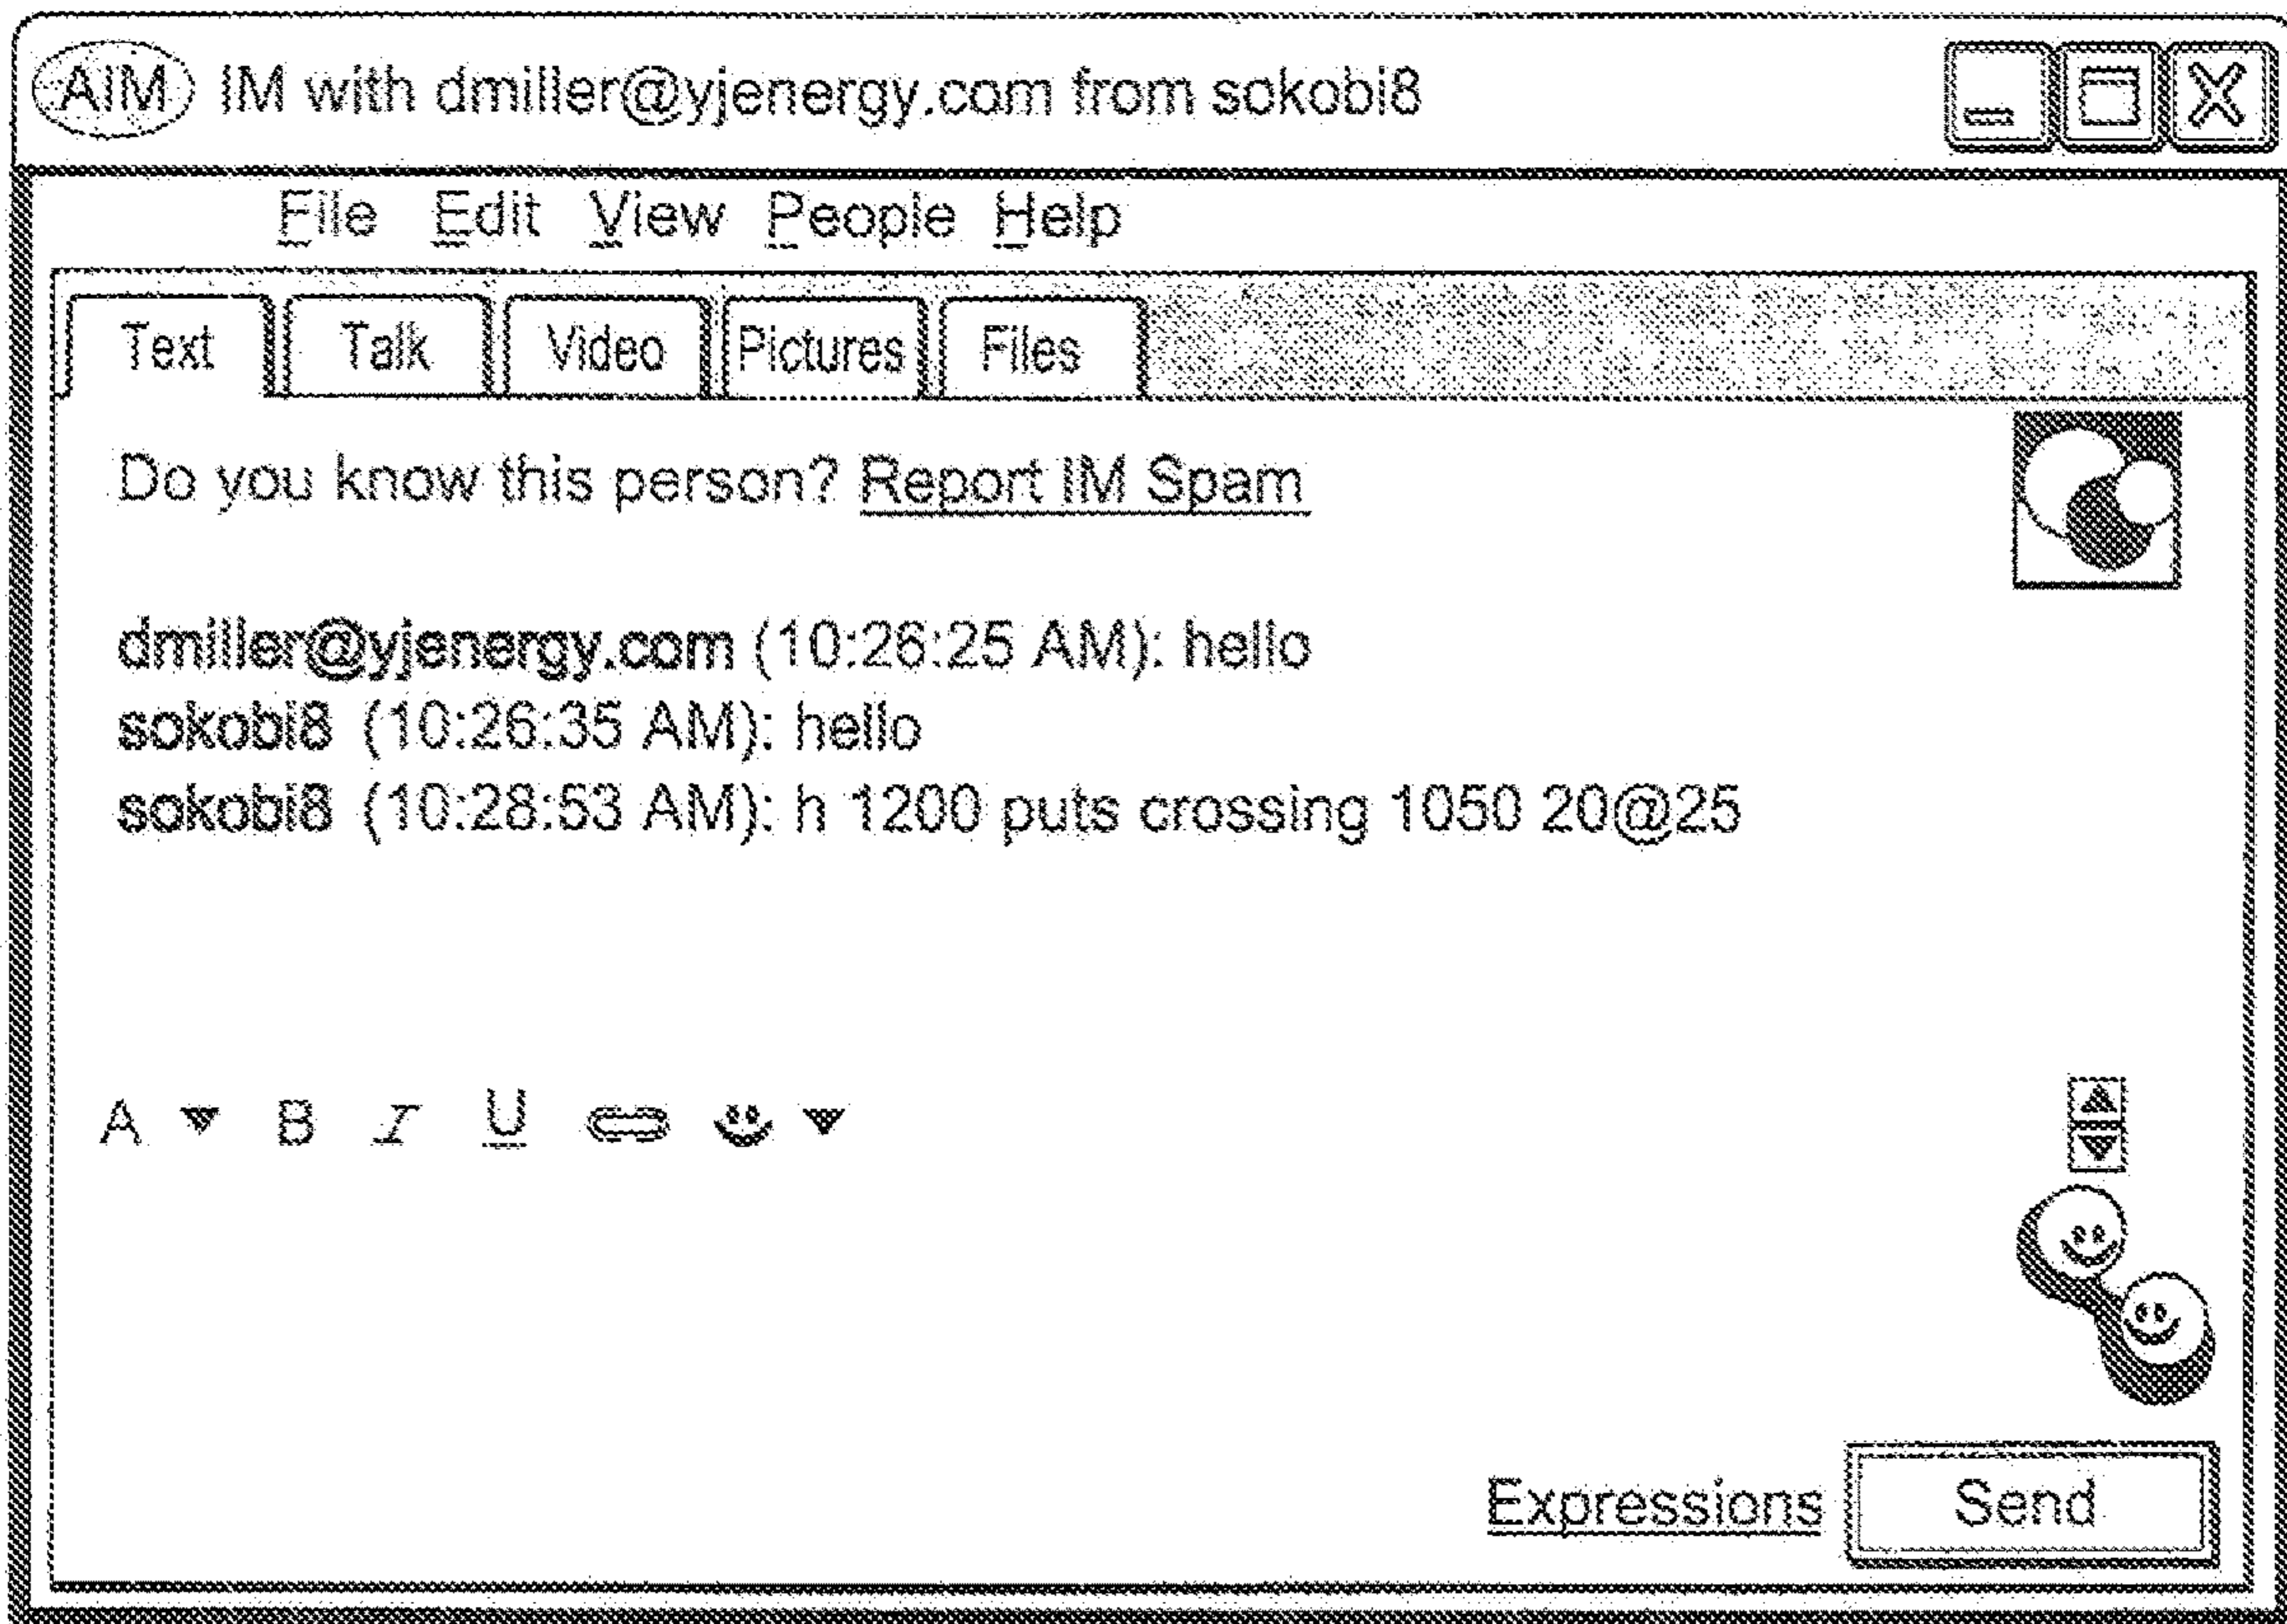 AIM IM with dmiller@yjenergy.com from sokobi8
File Edit View People Help
Text Talk Video Pictures Files
Do you know this person? Report IM Spam
dmiller@yjenergy.com (10:26:25 AM): hello
sokobi8 (10:26:35 AM): hello
sokobi8 (10:28:53 AM): h 1200 puts crossing 1050 20@25
A B I U
Expressions Send